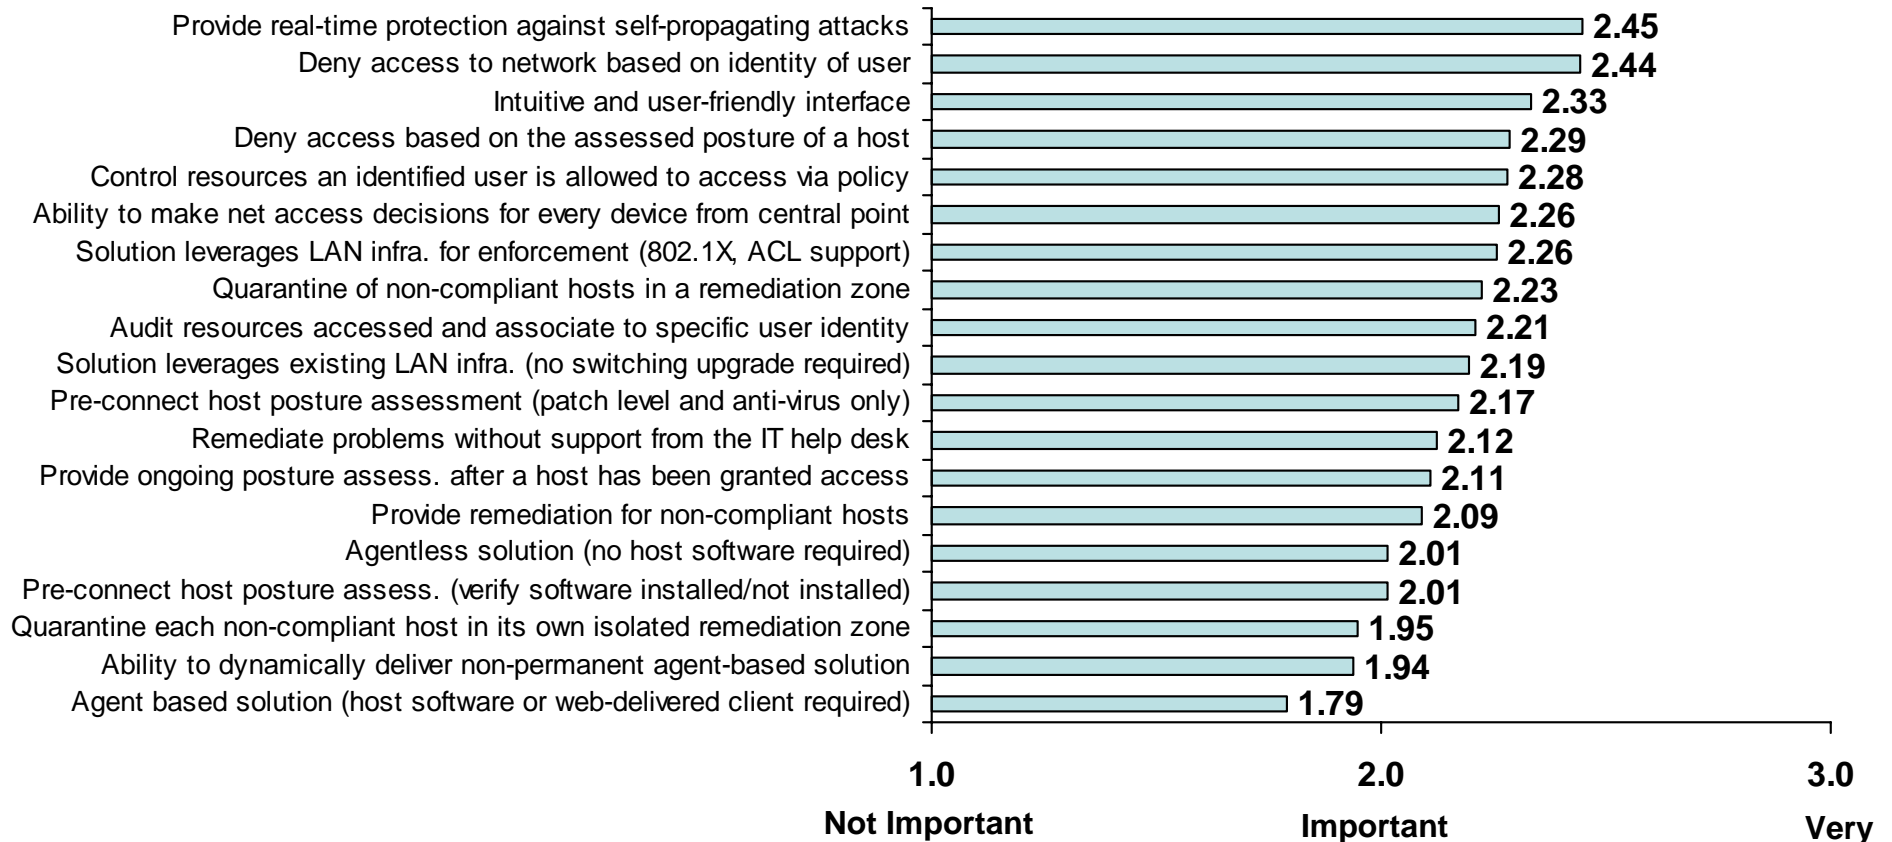 Provide real-time protection against self-propagating attacks 2.45
Deny access to network based on identity of user 2.44
Intuitive and user-friendly interface 2.33
Deny access based on the assessed posture of a host 2.29
Control resources an identified user is allowed to access via policy 2.28
Ability to make net access decisions for every device from central point 2.26
Solution leverages LAN infra. for enforcement (802.1X, ACL support) 2.26
Quarantine of non-compliant hosts in a remediation zone 2.23
Audit resources accessed and associate to specific user identity 2.21
Solution leverages existing LAN infra. (no switching upgrade required) 2.19
Pre-connect host posture assessment (patch level and anti-virus only) 2.17
Remediate problems without support from the IT help desk 2.12
Provide ongoing posture assess. after a host has been granted access 2.11
Provide remediation for non-compliant hosts 2.09
Agentless solution (no host software required) 2.01
Pre-connect host posture assess. (verify software installed/not installed) 2.01
Quarantine each non-compliant host in its own isolated remediation zone 1.95
Ability to dynamically deliver non-permanent agent-based solution 1.94
Agent based solution (host software or web-delivered client required) 1.79
1.0 2.0 3.0
Not Important Important Very